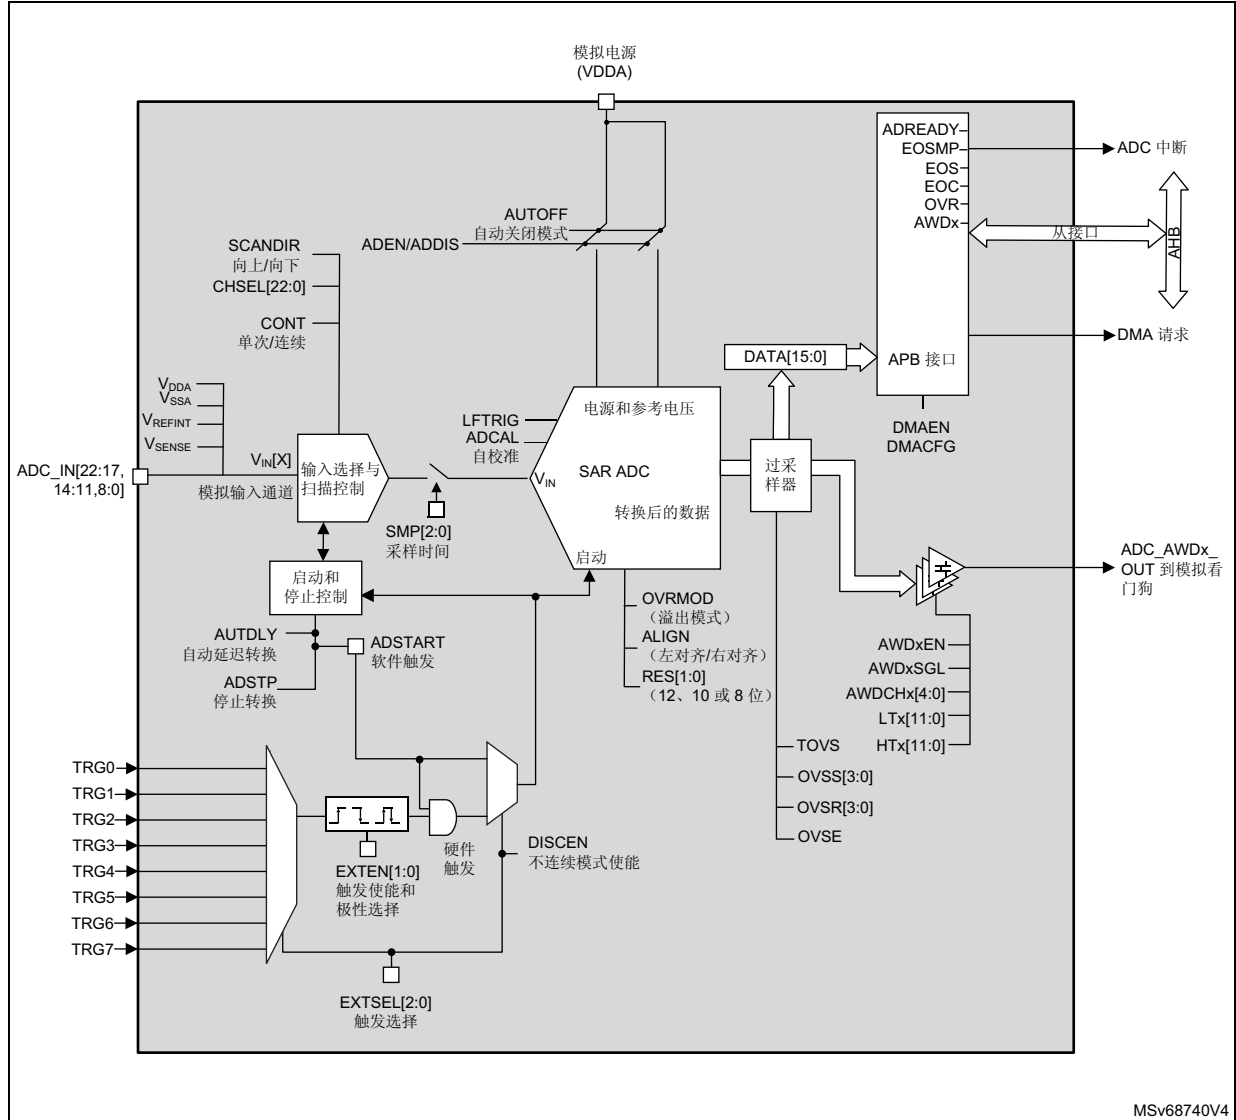 模拟电源
(VDDA)
ADREADY
EOSMP
EOS
EOC
OVR
AWDx
ADC 中断
从接口
AHB
DMA 请求
APB 接口
DMAEN
DMACFG
AUTOFF
自动关闭模式
ADEN/ADDIS
SCANDIR
向上/向下
CHSEL[22:0]
CONT
单次/连续
DATA[15:0]
VDDA
VSSA
VREFINT
VSENSE
ADC_IN[22:17,
14:11,8:0]
VIN[X]
模拟输入通道
输入选择与
扫描控制
LFTRIG
ADCAL
自校准
电源和参考电压
VIN
SAR ADC
转换后的数据
启动
过采
样器
SMP[2:0]
采样时间
启动和
停止控制
AUTDLY
自动延迟转换
ADSTART
软件触发
ADSTP
停止转换
OVRMOD
（溢出模式）
ALIGN
（左对齐/右对齐）
RES[1:0]
（12、10 或 8 位）
ADC_AWDx_
OUT 到模拟看
门狗
AWDxEN
AWDxSGL
AWDCHx[4:0]
LTx[11:0]
HTx[11:0]
TOVS
OVSS[3:0]
OVSR[3:0]
OVSE
TRG0
TRG1
TRG2
TRG3
TRG4
TRG5
TRG6
TRG7
EXTEN[1:0]
触发使能和
极性选择
硬件
触发
DISCEN
不连续模式使能
EXTSEL[2:0]
触发选择
MSv68740V4